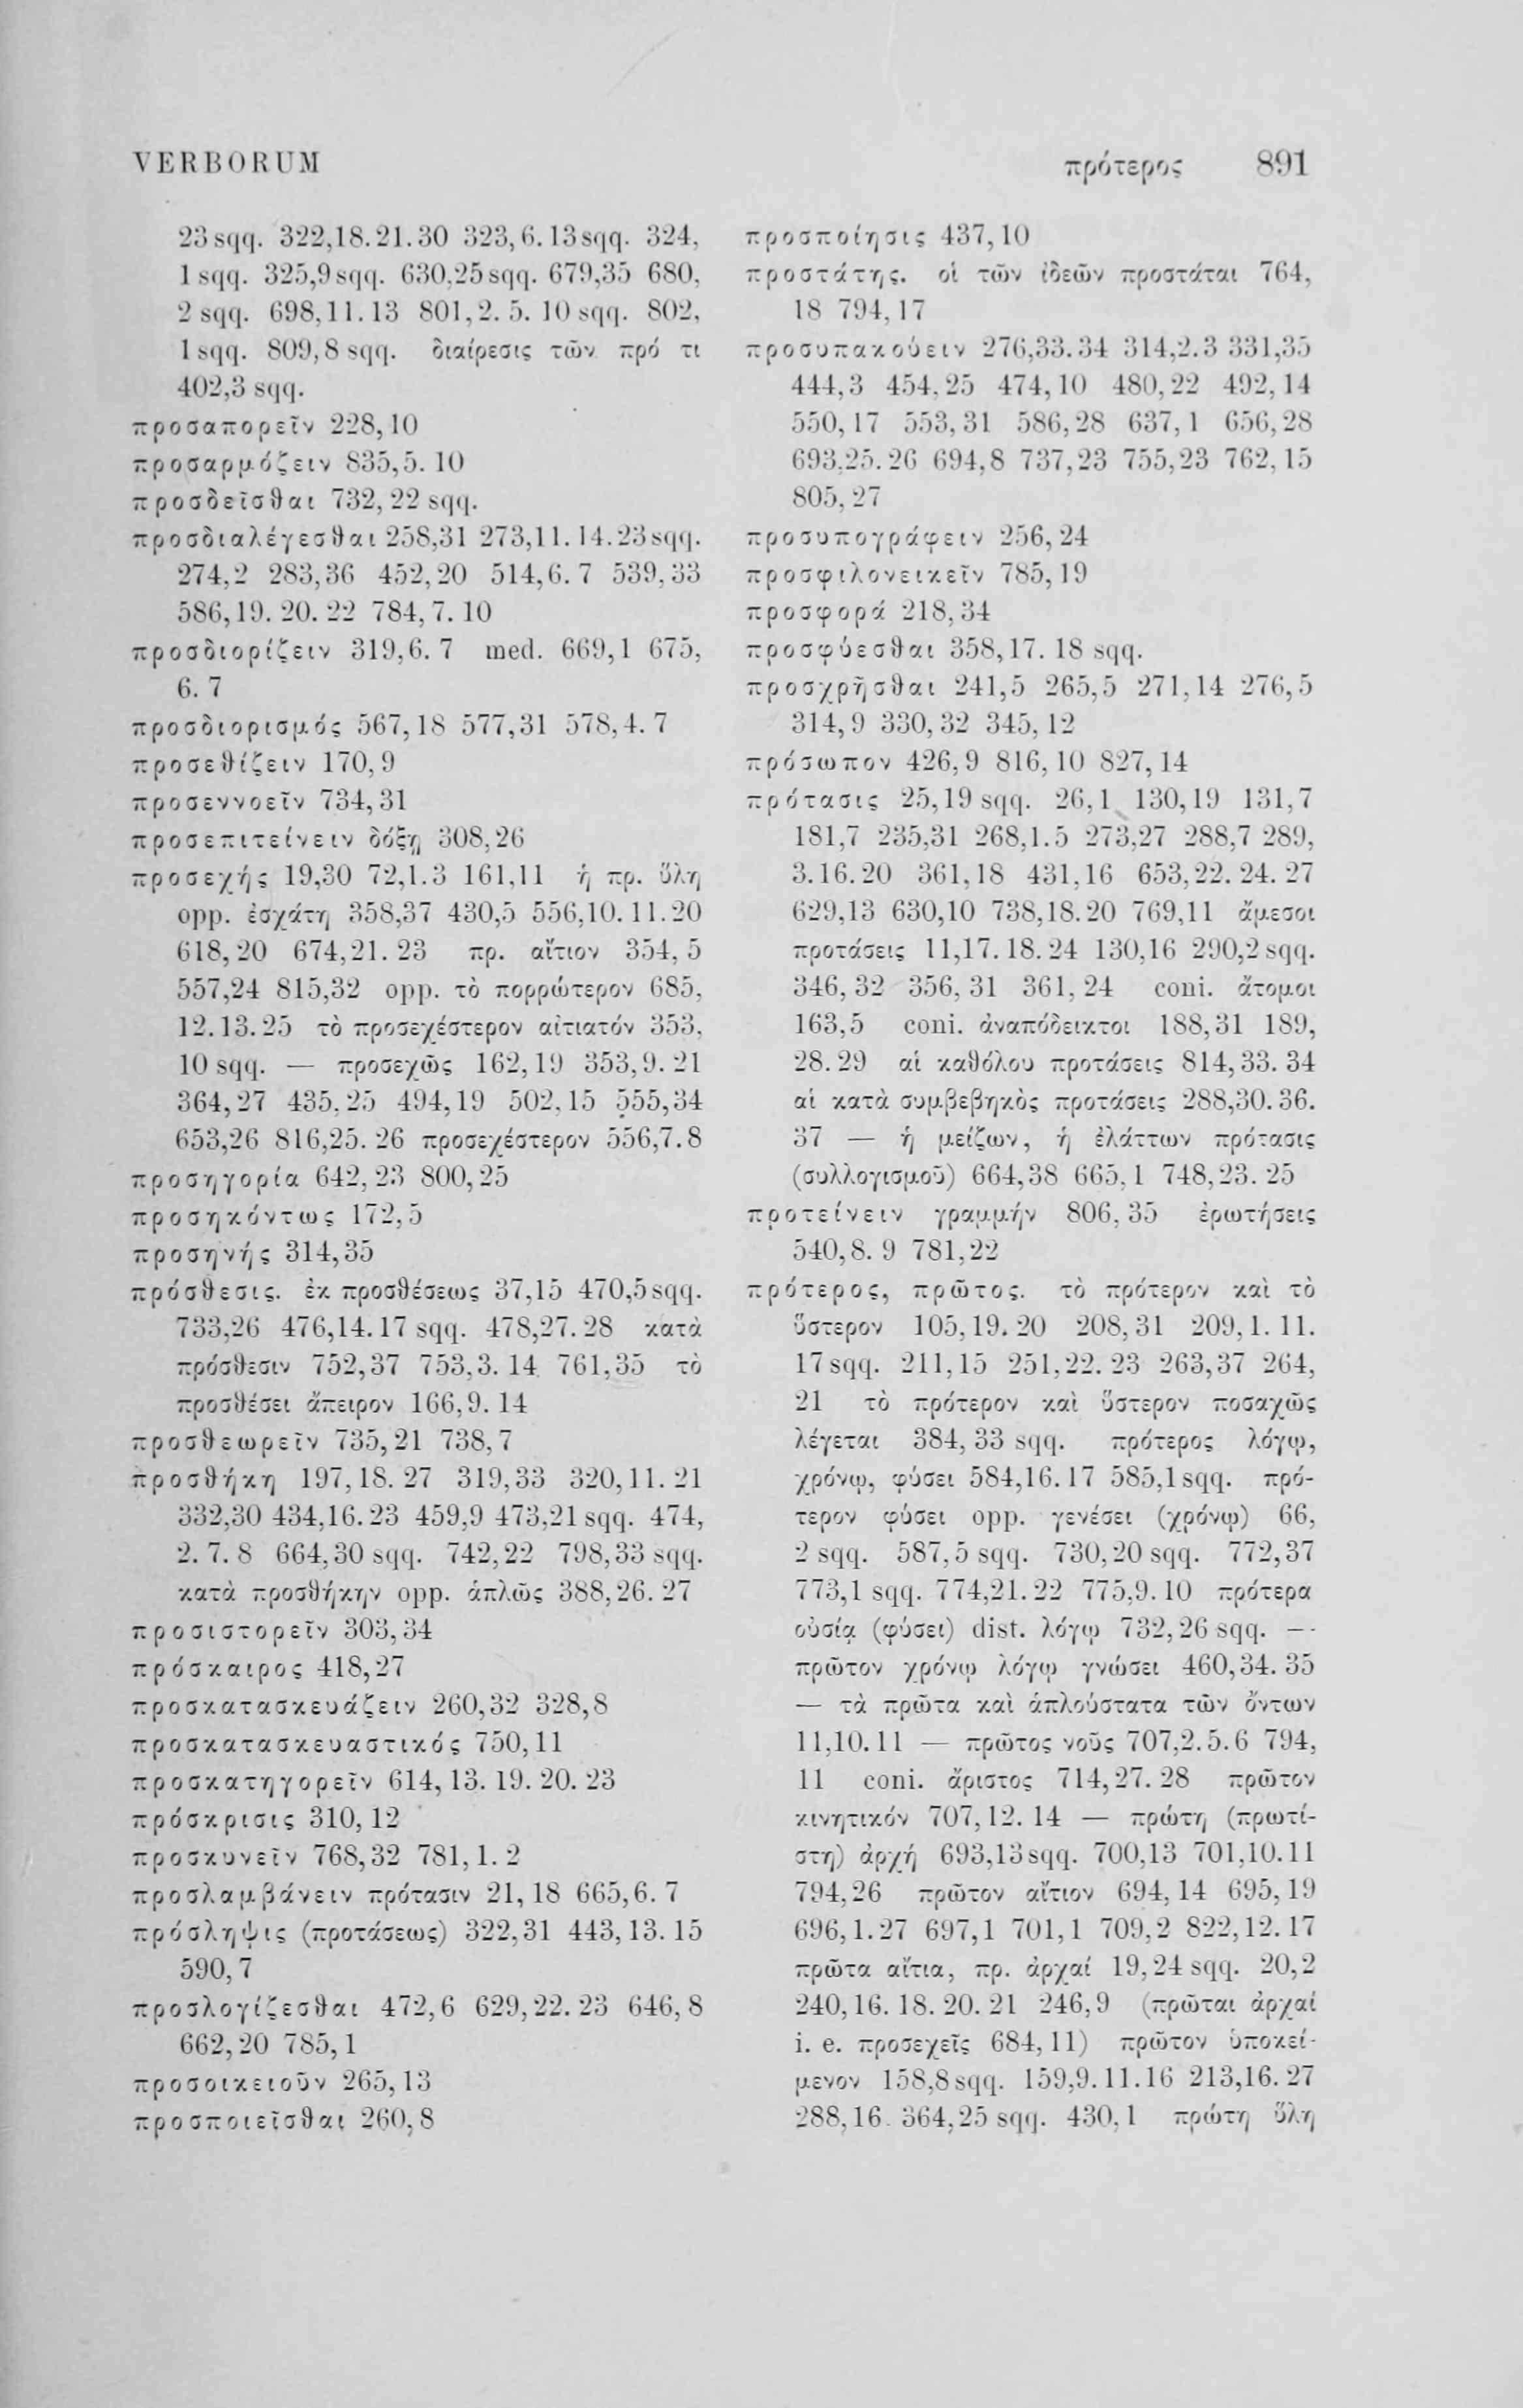 VERBORUM
πρότερος 891
23 sqq. 322,18. 21. 30 323,6. 13 sqq. 324,
1 sqq. 325,9 sqq. 630,25 sqq. 679,35 680,
2 sqq. 698,11. 13 801,2. 5. 10 sqq. 802,
1 sqq. 809,8 sqq. διαίρεσις τῶν πρό τι
402,3 sqq.
προσαπορεῖν 228,10
προσαρμόζειν 835,5. 10
προσδεῖσθαι 732,22 sqq.
προσδιαλέγεσθαι 258,31 273,11. 14. 23 sqq.
274,2 283,36 452,20 514,6. 7 539,33
586,19. 20. 22 784,7. 10
προσδιορίζειν 319,6. 7 med. 669,1 675,
6. 7
προσδιορισμός 567,18 577,31 578,4. 7
προσεθίζειν 170,9
προσεννοεῖν 734,31
προσεπιτείνειν δόξῃ 308,26
προσεχής 19,30 72,1. 3 161,11 ἡ πρ. ὕλη
opp. ἐσχάτη 358,37 430,5 556,10. 11. 20
618,20 674,21. 23 πρ. αἴτιον 354,5
557,24 815,32 opp. τὸ πορρώτερον 685,
12. 13. 25 τὸ προσεχέστερον αἰτιατόν 353,
10 sqq. — προσεχῶς 162,19 353,9. 21
364,27 435,25 494,19 502,15 555,34
653,26 816,25. 26 προσεχέστερον 556,7. 8
προσηγορία 642,23 800,25
προσηκόντως 172,5
προσηνής 314,35
πρόσθεσις. ἐκ προσθέσεως 37,15 470,5 sqq.
733,26 476,14. 17 sqq. 478,27. 28 κατὰ
πρόσθεσιν 752,37 753,3. 14 761,35 τὸ
προσθέσει ἄπειρον 166,9. 14
προσθεωρεῖν 735,21 738,7
προσθήκη 197,18. 27 319,33 320,11. 21
332,30 434,16. 23 459,9 473,21 sqq. 474,
2. 7. 8 664,30 sqq. 742,22 798,33 sqq.
κατὰ προσθήκην opp. ἁπλῶς 388,26. 27
προσιστορεῖν 303,34
πρόσκαιρος 418,27
προσκατασκευάζειν 260,32 328,8
προσκατασκευαστικός 750,11
προσκατηγορεῖν 614,13. 19. 20. 23
πρόσκρισις 310,12
προσκυνεῖν 768,32 781,1. 2
προσλαμβάνειν πρότασιν 21,18 665,6. 7
πρόσληψις (προτάσεως) 322,31 443,13. 15
590,7
προσλογίζεσθαι 472,6 629,22. 23 646,8
662,20 785,1
προσοικειοῦν 265,13
προσποιεῖσθαι 260,8
προσποίησις 437,10
προστάτης. οἱ τῶν ἰδεῶν προστάται 764,
18 794,17
προσυπακούειν 276,33. 34 314,2. 3 331,35
444,3 454,25 474,10 480,22 492,14
550,17 553,31 586,28 637,1 656,28
693,25. 26 694,8 737,23 755,23 762,15
805,27
προσυπογράφειν 256,24
προσφιλονεικεῖν 785,19
προσφορά 218,34
προσφύεσθαι 358,17. 18 sqq.
προσχρῆσθαι 241,5 265,5 271,14 276,5
314,9 330,32 345,12
πρόσωπον 426,9 816,10 827,14
πρότασις 25,19 sqq. 26,1 130,19 131,7
181,7 235,31 268,1. 5 273,27 288,7 289,
3. 16. 20 361,18 431,16 653,22. 24. 27
629,13 630,10 738,18. 20 769,11 ἄμεσοι
προτάσεις 11,17. 18. 24 130,16 290,2 sqq.
346,32 356,31 361,24 coni. ἄτομοι
163,5 coni. ἀναπόδεικτοι 188,31 189,
28. 29 αἱ καθόλου προτάσεις 814,33. 34
αἱ κατὰ συμβεβηκὸς προτάσεις 288,30. 36.
37 — ἡ μείζων, ἡ ἐλάττων πρότασις
(συλλογισμοῦ) 664,38 665,1 748,23. 25
προτείνειν γραμμήν 806,35 ἐρωτήσεις
540,8. 9 781,22
πρότερος, πρῶτος. τὸ πρότερον καὶ τὸ
ὕστερον 105,19. 20 208,31 209,1. 11.
17 sqq. 211,15 251,22. 23 263,37 264,
21 τὸ πρότερον καὶ ὕστερον ποσαχῶς
λέγεται 384,33 sqq. πρότερος λόγῳ,
χρόνῳ, φύσει 584,16. 17 585,1 sqq. πρό-
τερον φύσει opp. γενέσει (χρόνῳ) 66,
2 sqq. 587,5 sqq. 730,20 sqq. 772,37
773,1 sqq. 774,21. 22 775,9. 10 πρότερα
οὐσίᾳ (φύσει) dist. λόγῳ 732,26 sqq. —
πρῶτον χρόνῳ λόγῳ γνώσει 460,34. 35
— τὰ πρῶτα καὶ ἁπλούστατα τῶν ὄντων
11,10. 11 — πρῶτος νοῦς 707,2. 5. 6 794,
11 coni. ἄριστος 714,27. 28 πρῶτον
κινητικόν 707,12. 14 — πρώτη (πρωτί-
στη) ἀρχή 693,13 sqq. 700,13 701,10. 11
794,26 πρῶτον αἴτιον 694,14 695,19
696,1. 27 697,1 701,1 709,2 822,12. 17
πρῶτα αἴτια, πρ. ἀρχαί 19,24 sqq. 20,2
240,16. 18. 20. 21 246,9 (πρῶται ἀρχαί
i. e. προσεχεῖς 684,11) πρῶτον ὑποκεί-
μενον 158,8 sqq. 159,9. 11. 16 213,16. 27
288,16 364,25 sqq. 430,1 πρώτη ὕλη